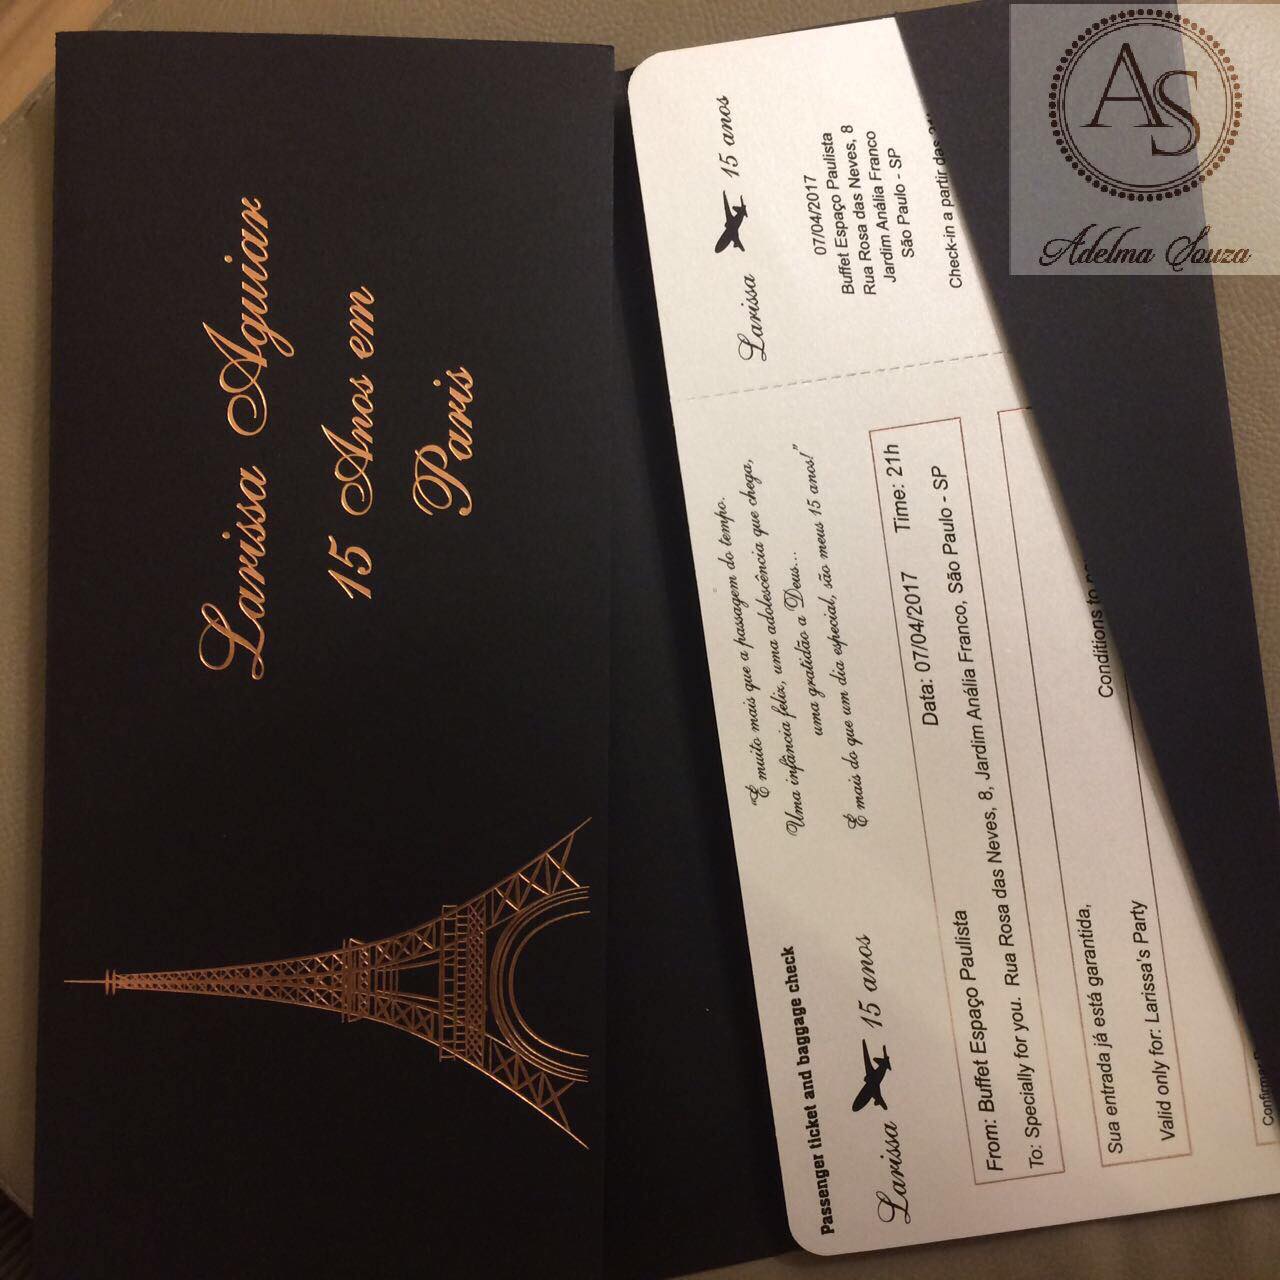 Larissa Aguiar
15 Anos em
Paris
Passenger ticket and baggage check
Larissa 15 anos
"É muito mais que a passagem do tempo.
Uma infância feliz, uma adolescência que chega,
uma gratidão a Deus...
É mais do que um dia especial, são meus 15 anos!"
Data: 07/04/2017 Time: 21h
From: Buffet Espaço Paulista
To: Specially for you. Rua Rosa das Neves, 8, Jardim Anália Franco, São Paulo - SP
Sua entrada já está garantida,
Conditions to
Valid only for: Larissa's Party
Larissa 15 anos
07/04/2017
Buffet Espaço Paulista
Rua Rosa das Neves, 8
Jardim Anália Franco
São Paulo - SP
Check-in a partir das
AS
Adelma Souza